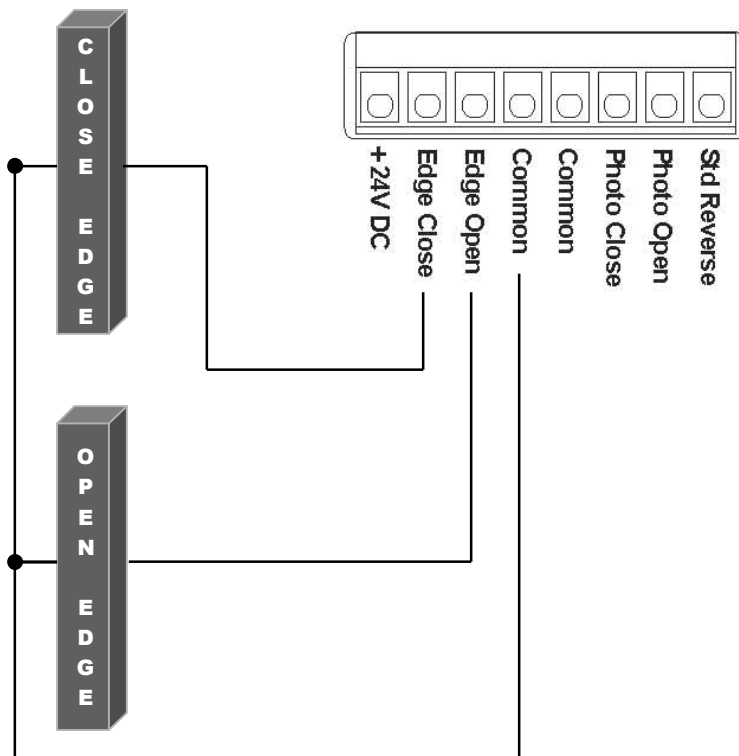 CLOSE EDGE
+ 24V DC
Edge Close
Edge Open
Common
Common
Photo Close
Photo Open
Std Reverse
OPEN EDGE